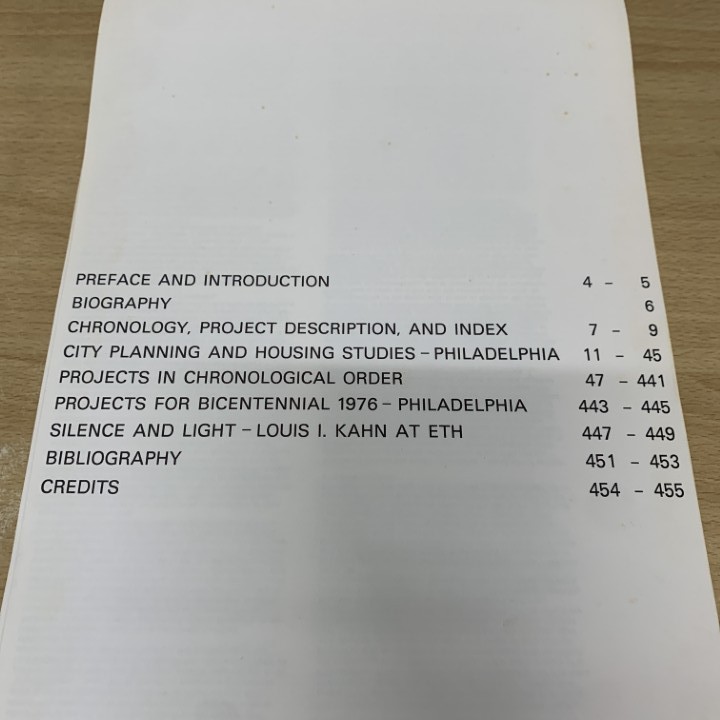 PREFACE AND INTRODUCTION 4 – 5
BIOGRAPHY 6
CHRONOLOGY, PROJECT DESCRIPTION, AND INDEX 7 – 9
CITY PLANNING AND HOUSING STUDIES – PHILADELPHIA 11 – 45
PROJECTS IN CHRONOLOGICAL ORDER 47 – 441
PROJECTS FOR BICENTENNIAL 1976 – PHILADELPHIA 443 – 445
SILENCE AND LIGHT – LOUIS I. KAHN AT ETH 447 – 449
BIBLIOGRAPHY 451 – 453
CREDITS 454 – 455